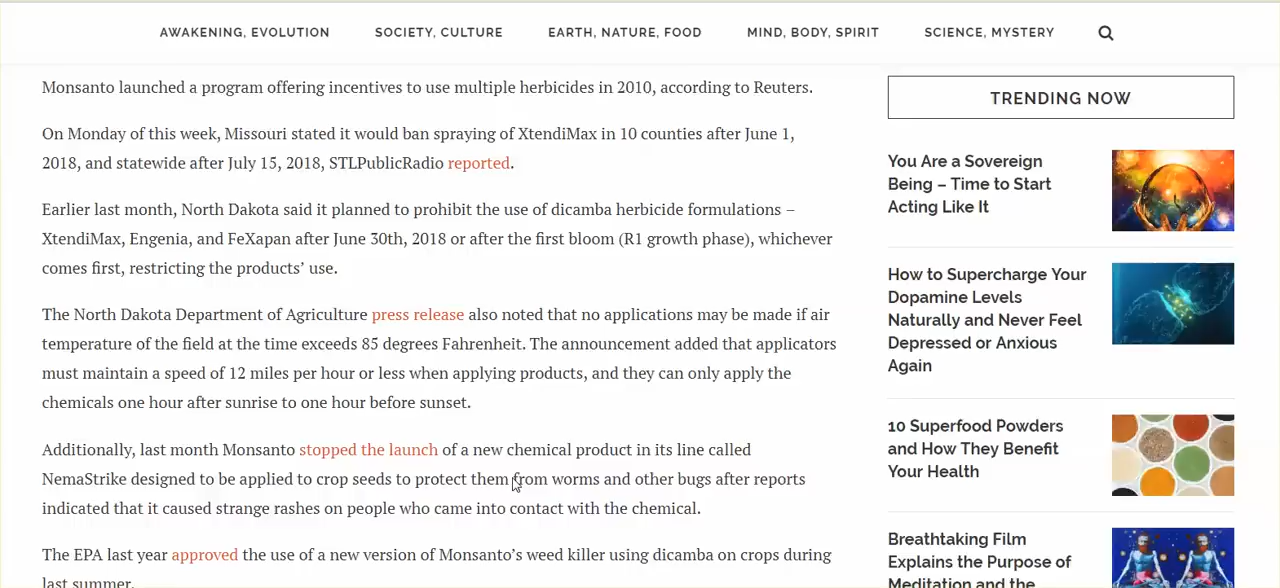 AWAKENING, EVOLUTION SOCIETY, CULTURE EARTH, NATURE, FOOD MIND, BODY, SPIRIT SCIENCE, MYSTERY
Monsanto launched a program offering incentives to use multiple herbicides in 2010, according to Reuters.
On Monday of this week, Missouri stated it would ban spraying of XtendiMax in 10 counties after June 1,
2018, and statewide after July 15, 2018, STLPublicRadio reported.
Earlier last month, North Dakota said it planned to prohibit the use of dicamba herbicide formulations –
XtendiMax, Engenia, and FeXapan after June 30th, 2018 or after the first bloom (R1 growth phase), whichever
comes first, restricting the products’ use.
The North Dakota Department of Agriculture press release also noted that no applications may be made if air
temperature of the field at the time exceeds 85 degrees Fahrenheit. The announcement added that applicators
must maintain a speed of 12 miles per hour or less when applying products, and they can only apply the
chemicals one hour after sunrise to one hour before sunset.
Additionally, last month Monsanto stopped the launch of a new chemical product in its line called
NemaStrike designed to be applied to crop seeds to protect them from worms and other bugs after reports
indicated that it caused strange rashes on people who came into contact with the chemical.
The EPA last year approved the use of a new version of Monsanto’s weed killer using dicamba on crops during
last summer.
TRENDING NOW
You Are a Sovereign
Being – Time to Start
Acting Like It
How to Supercharge Your
Dopamine Levels
Naturally and Never Feel
Depressed or Anxious
Again
10 Superfood Powders
and How They Benefit
Your Health
Breathtaking Film
Explains the Purpose of
Meditation and the